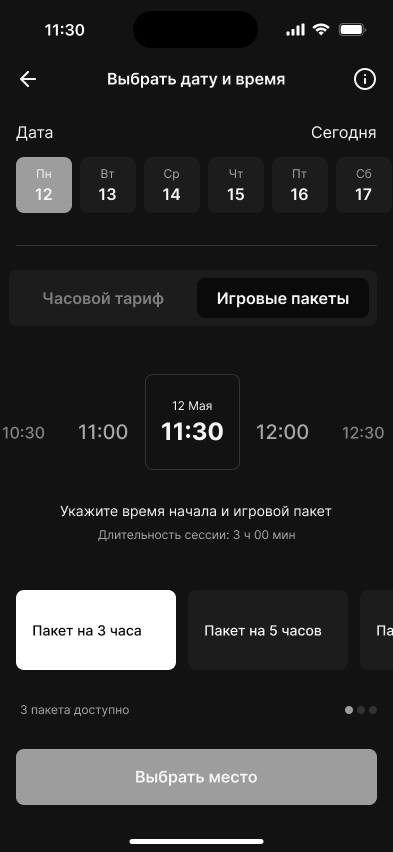 11:30
Выбрать дату и время
Дата Сегодня
Пн Вт Ср Чт Пт Сб
12 13 14 15 16 17
Часовой тариф Игровые пакеты
12 Мая
10:30 11:00 11:30 12:00 12:30
Укажите время начала и игровой пакет
Длительность сессии: 3 ч 00 мин
Пакет на 3 часа Пакет на 5 часов Па
3 пакета доступно
Выбрать место